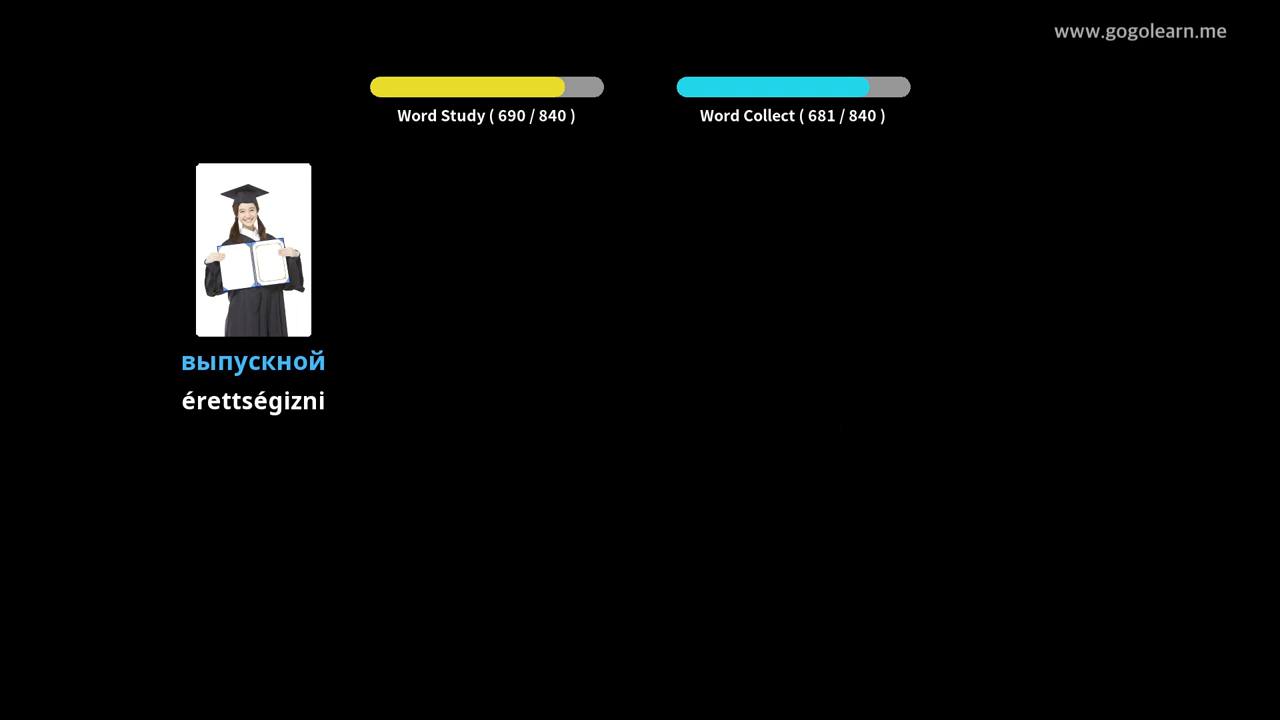 www.gogolearn.me
Word Study ( 690 / 840 )
Word Collect ( 681 / 840 )
выпускной
érettségizni